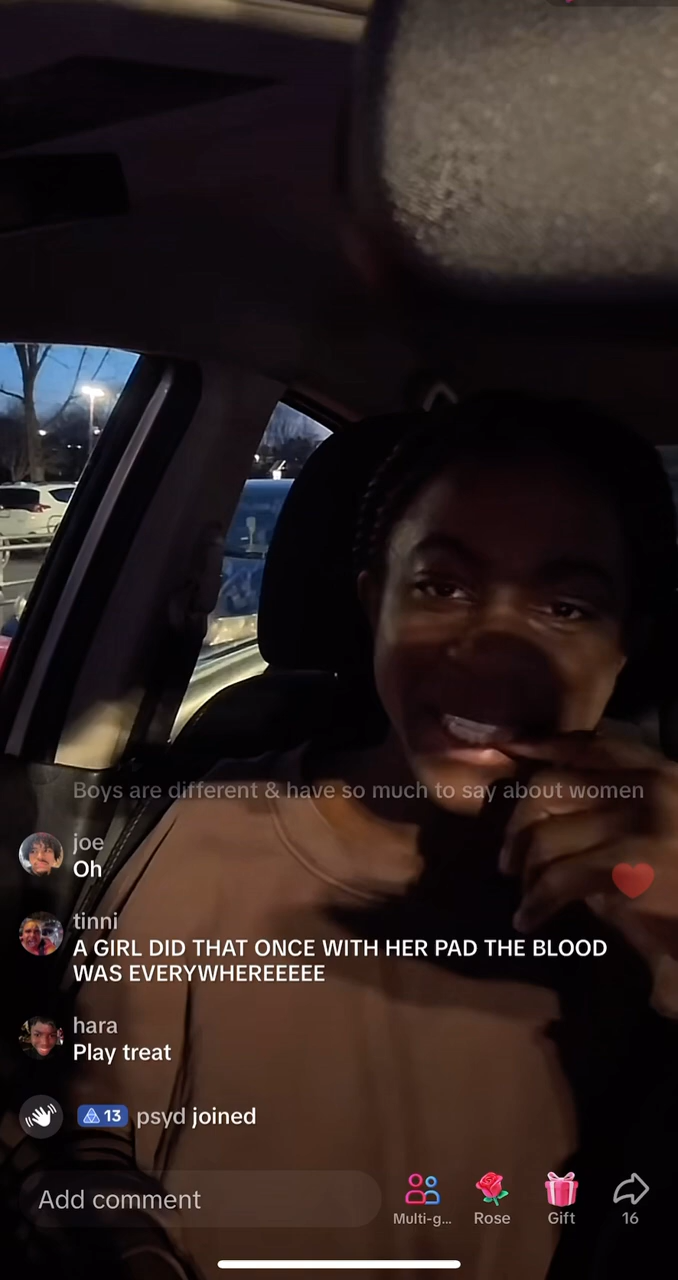 Boys are different & have so much to say about women
joe
Oh
tinni
A GIRL DID THAT ONCE WITH HER PAD THE BLOOD
WAS EVERYWHEREEEEE
hara
Play treat
13 psyd joined
Add comment
Multi-g...
Rose
Gift
16